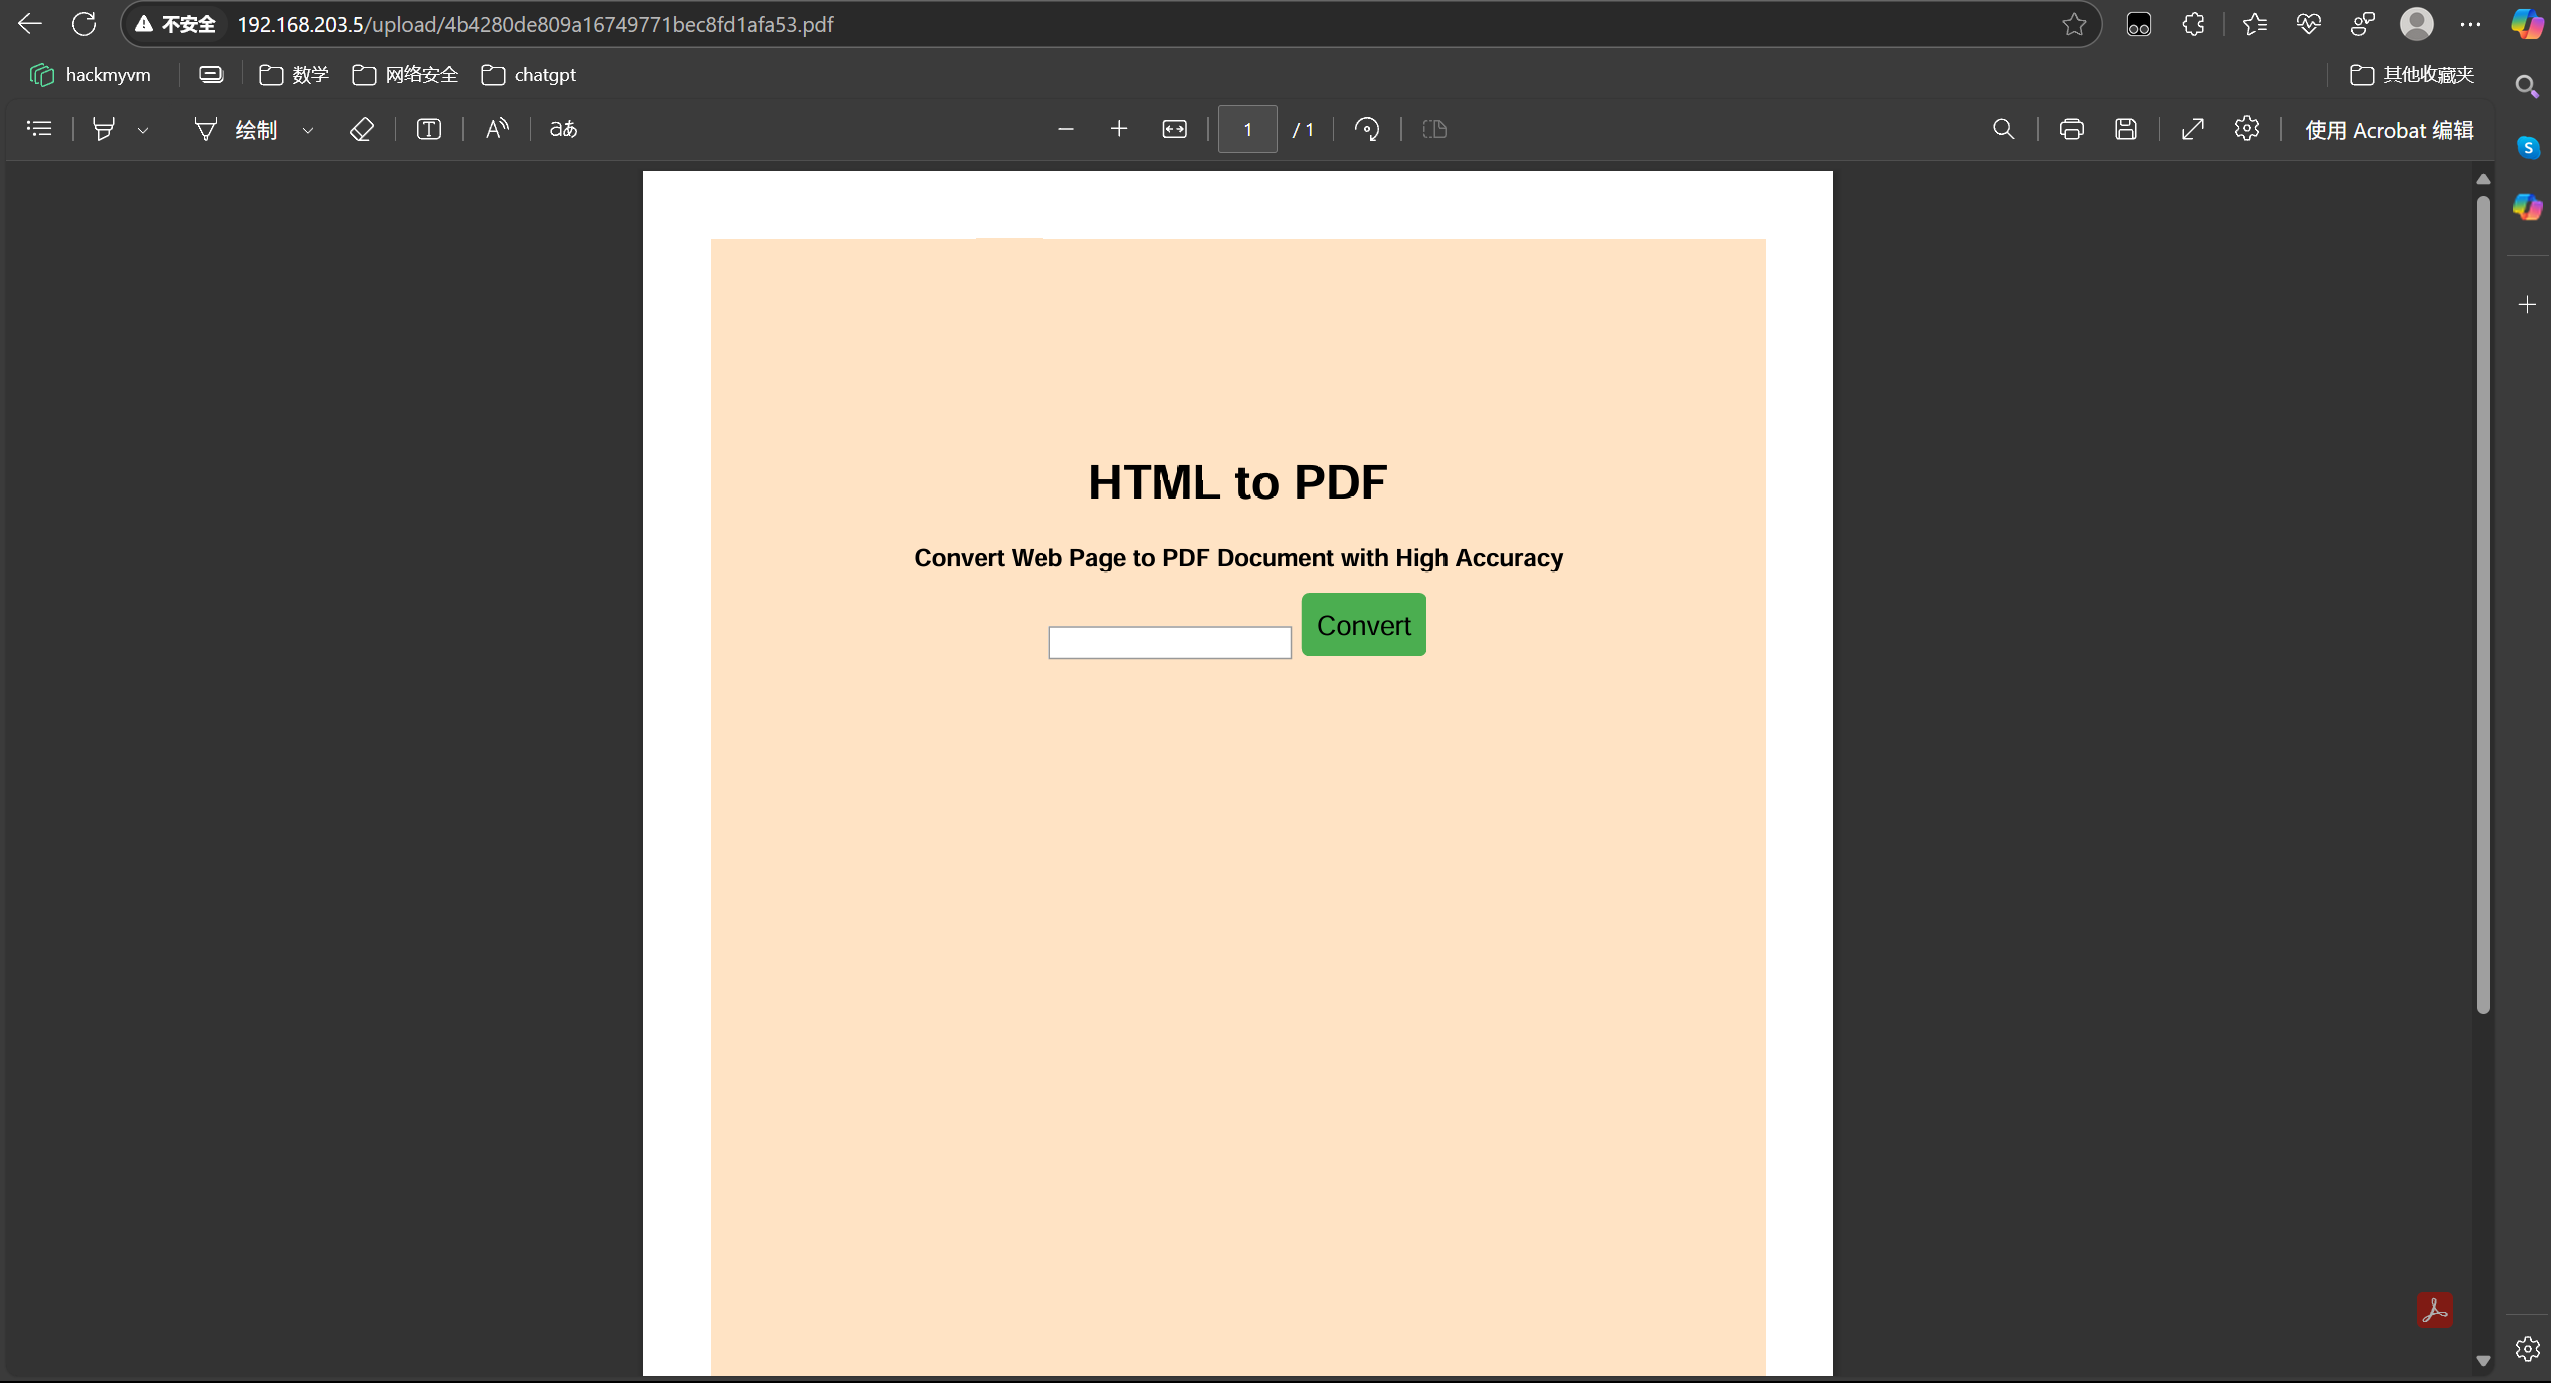 不安全 192.168.203.5/upload/4b4280de809a16749771bec8fd1afa53.pdf
hackmyvm 数学 网络安全 chatgpt 其他收藏夹
绘制 T A aあ 1 / 1 使用 Acrobat 编辑
S
HTML to PDF
Convert Web Page to PDF Document with High Accuracy
Convert